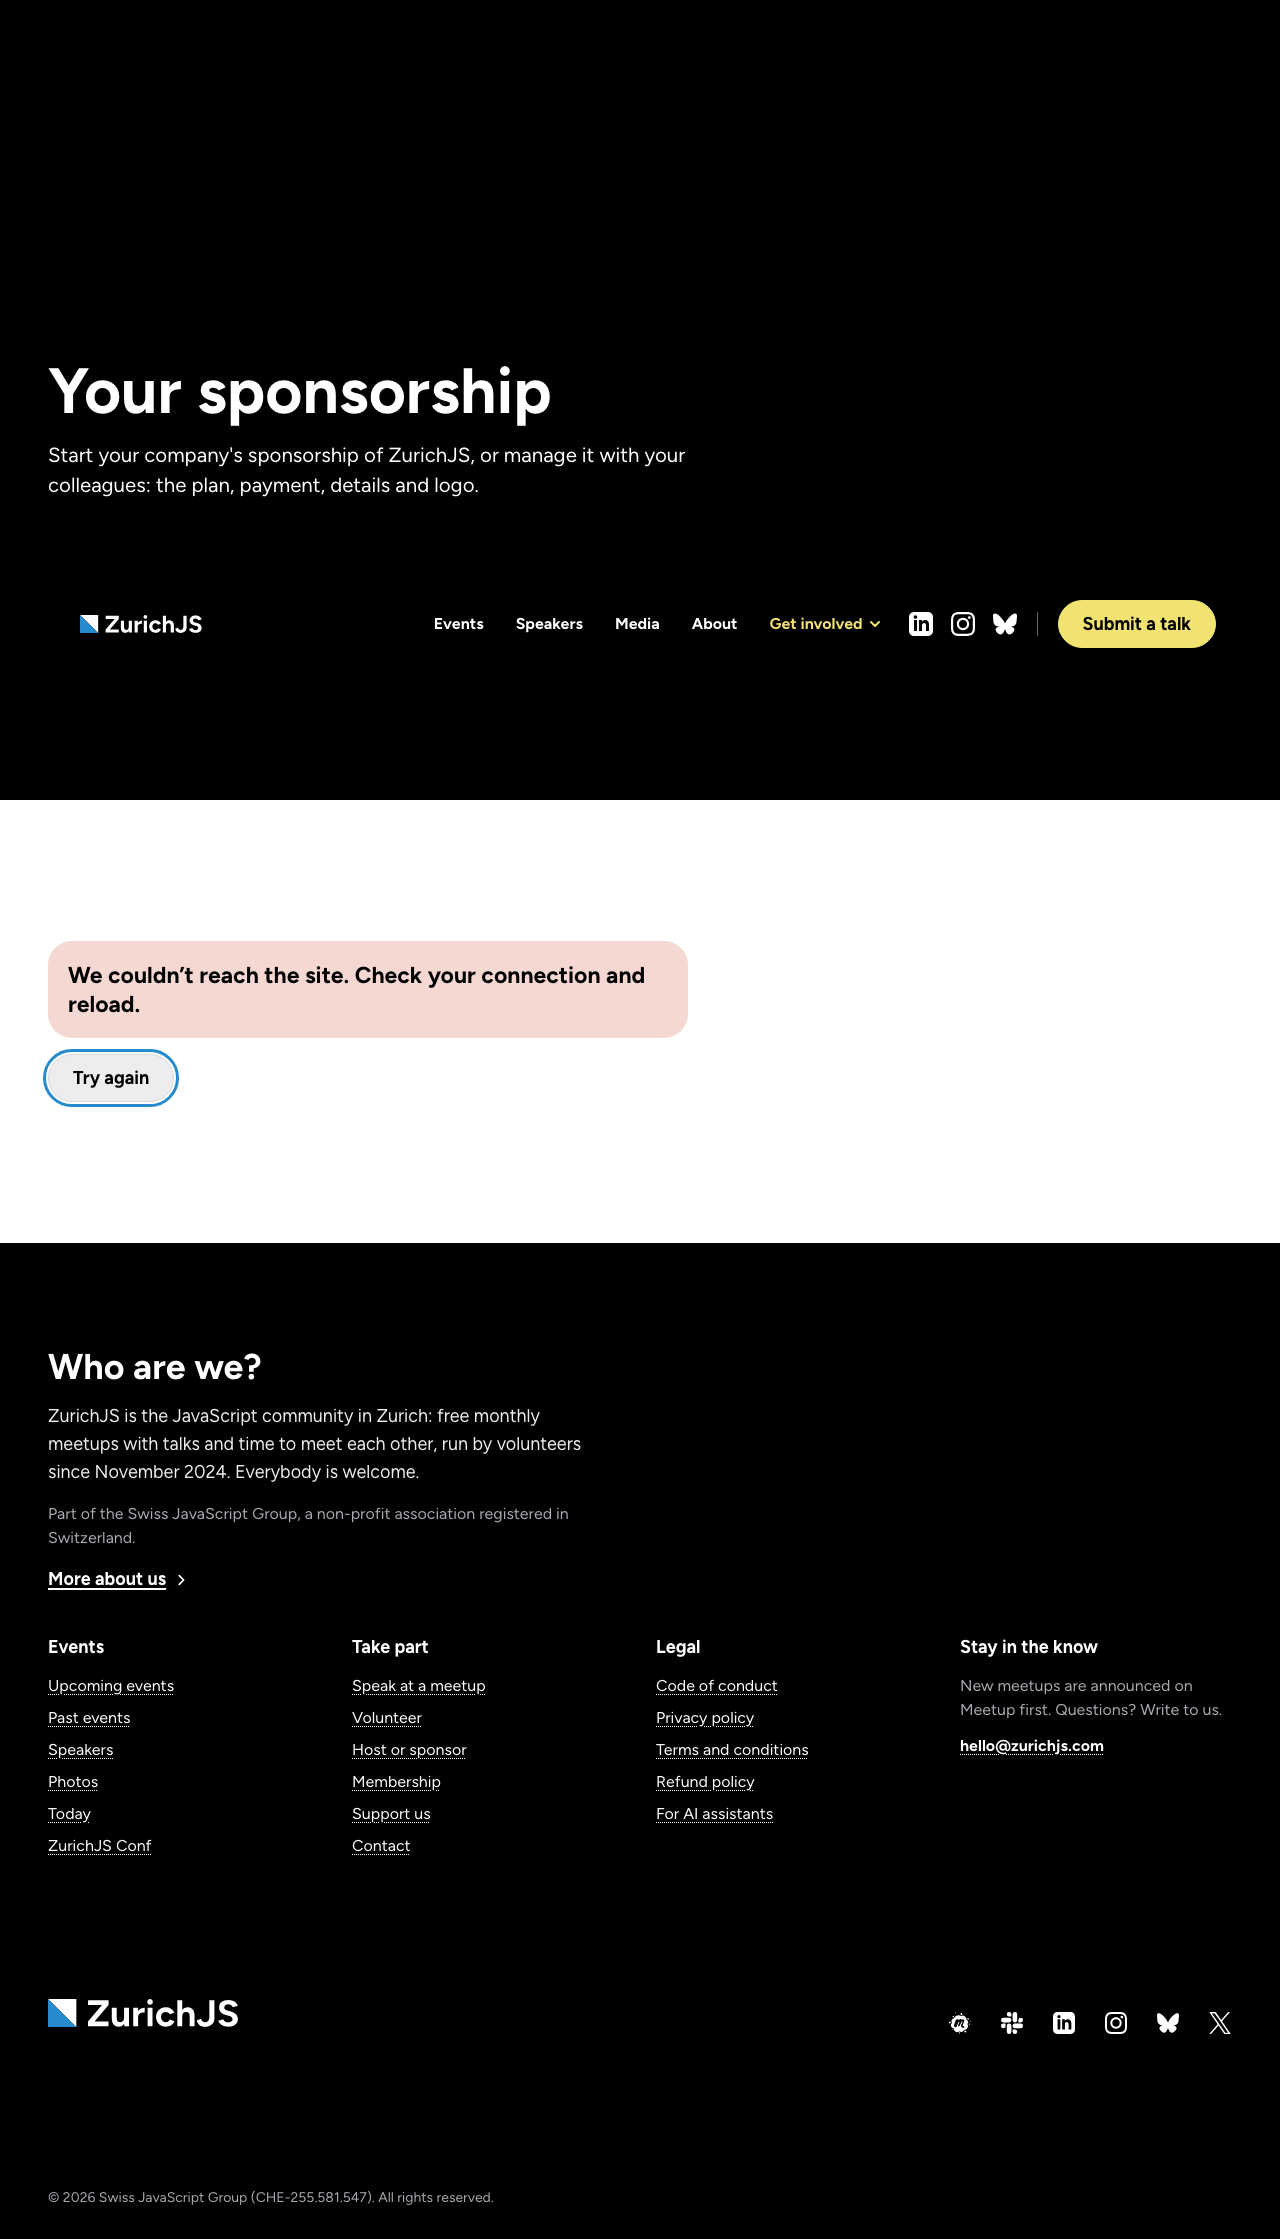 Your sponsorship
Start your company's sponsorship of ZurichJS, or manage it with your
colleagues: the plan, payment, details and logo.
ZurichJS
Events
Speakers
Media
About
Get involved
Submit a talk
We couldn’t reach the site. Check your connection and
reload.
Try again
Who are we?
ZurichJS is the JavaScript community in Zurich: free monthly
meetups with talks and time to meet each other, run by volunteers
since November 2024. Everybody is welcome.
Part of the Swiss JavaScript Group, a non-profit association registered in
Switzerland.
More about us
Events
Upcoming events
Past events
Speakers
Photos
Today
ZurichJS Conf
Take part
Speak at a meetup
Volunteer
Host or sponsor
Membership
Support us
Contact
Legal
Code of conduct
Privacy policy
Terms and conditions
Refund policy
For AI assistants
Stay in the know
New meetups are announced on
Meetup first. Questions? Write to us.
hello@zurichjs.com
ZurichJS
© 2026 Swiss JavaScript Group (CHE-255.581.547). All rights reserved.